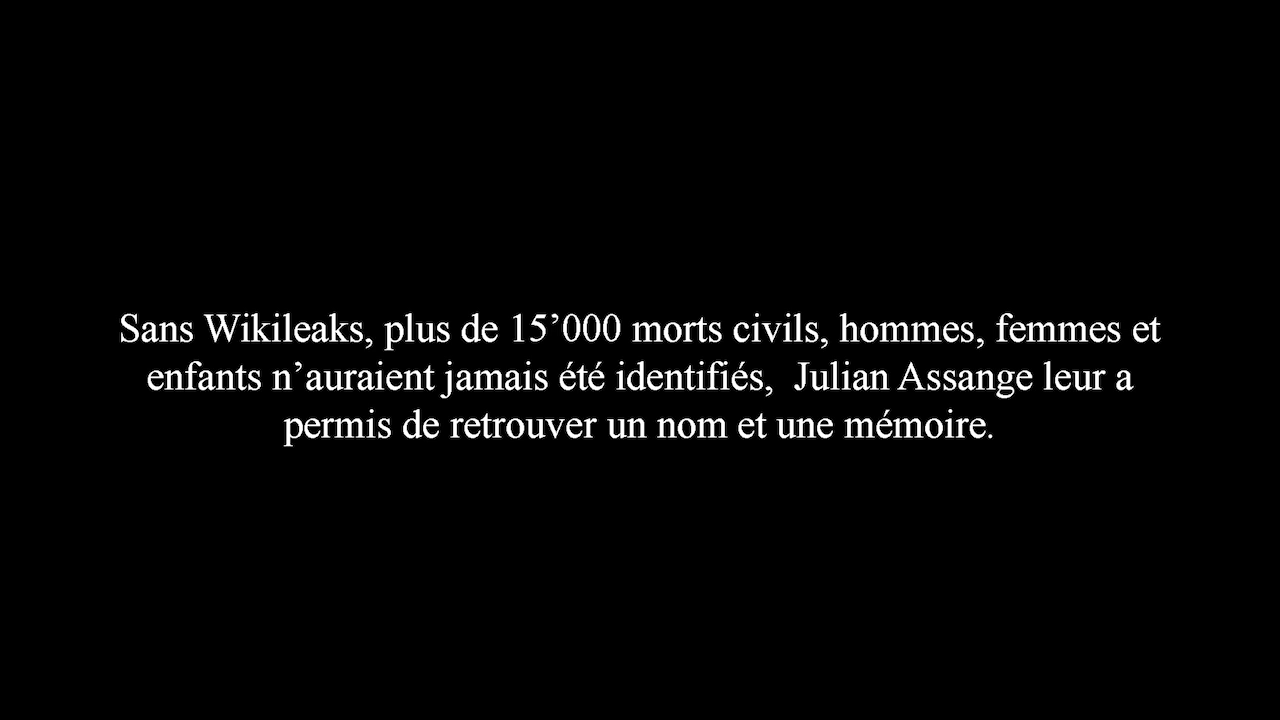 Sans Wikileaks, plus de 15’000 morts civils, hommes, femmes et
enfants n’auraient jamais été identifiés,  Julian Assange leur a
permis de retrouver un nom et une mémoire.